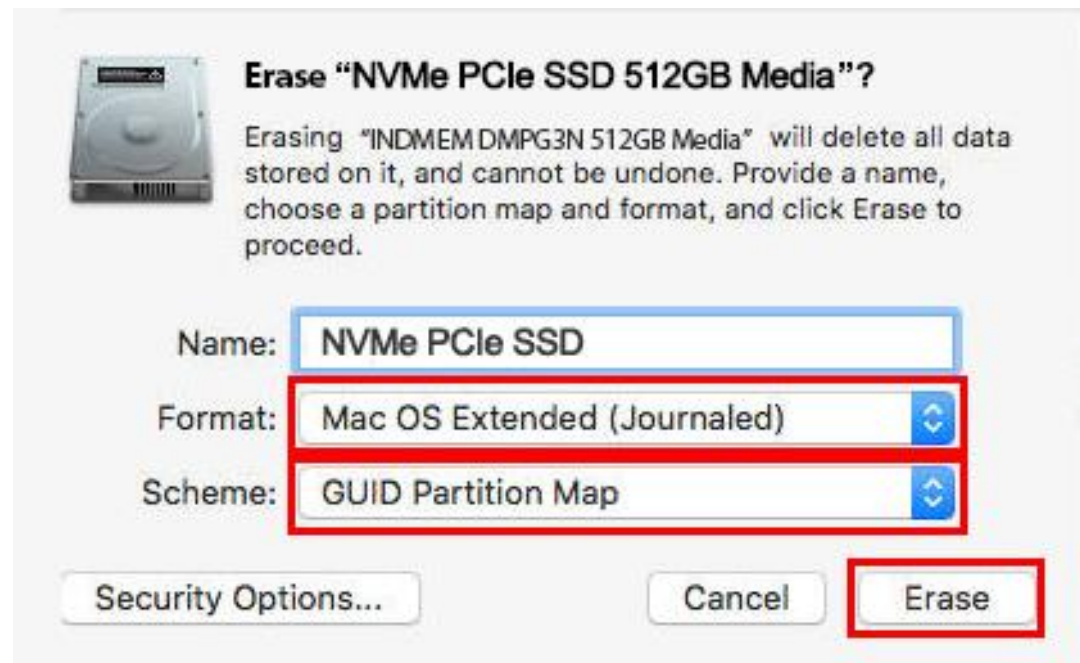 Erase “NVMe PCIe SSD 512GB Media”?
Erasing “INDMEM DMPG3N 512GB Media” will delete all data
stored on it, and cannot be undone. Provide a name,
choose a partition map and format, and click Erase to
proceed.
Name: NVMe PCIe SSD
Format: Mac OS Extended (Journaled)
Scheme: GUID Partition Map
Security Options... Cancel Erase